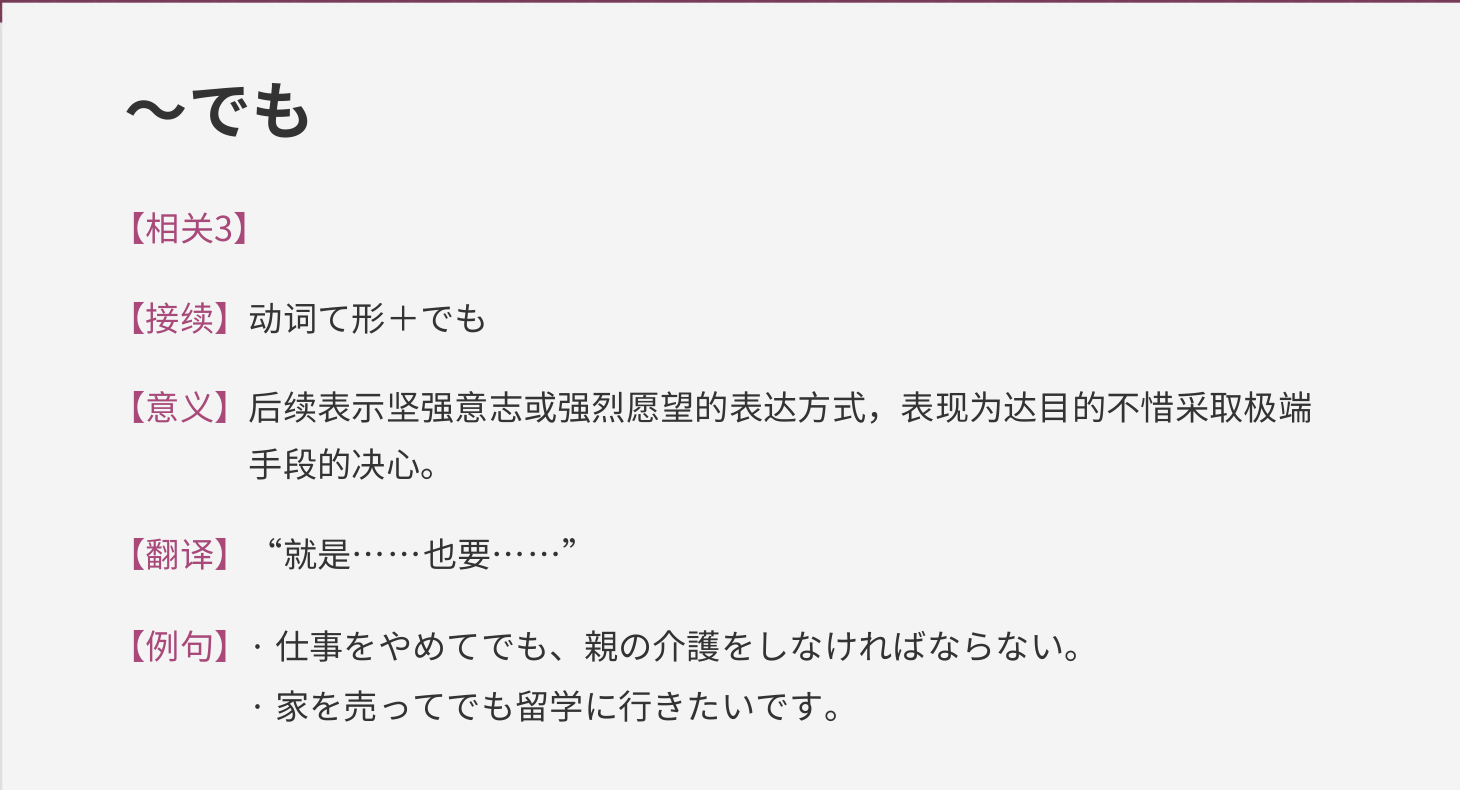 ～でも
【相关3】
【接续】动词て形＋でも
【意义】后续表示坚强意志或强烈愿望的表达方式，表现为达目的不惜采取极端
手段的决心。
【翻译】“就是……也要……”
【例句】· 仕事をやめてでも、親の介護をしなければならない。
· 家を売ってでも留学に行きたいです。